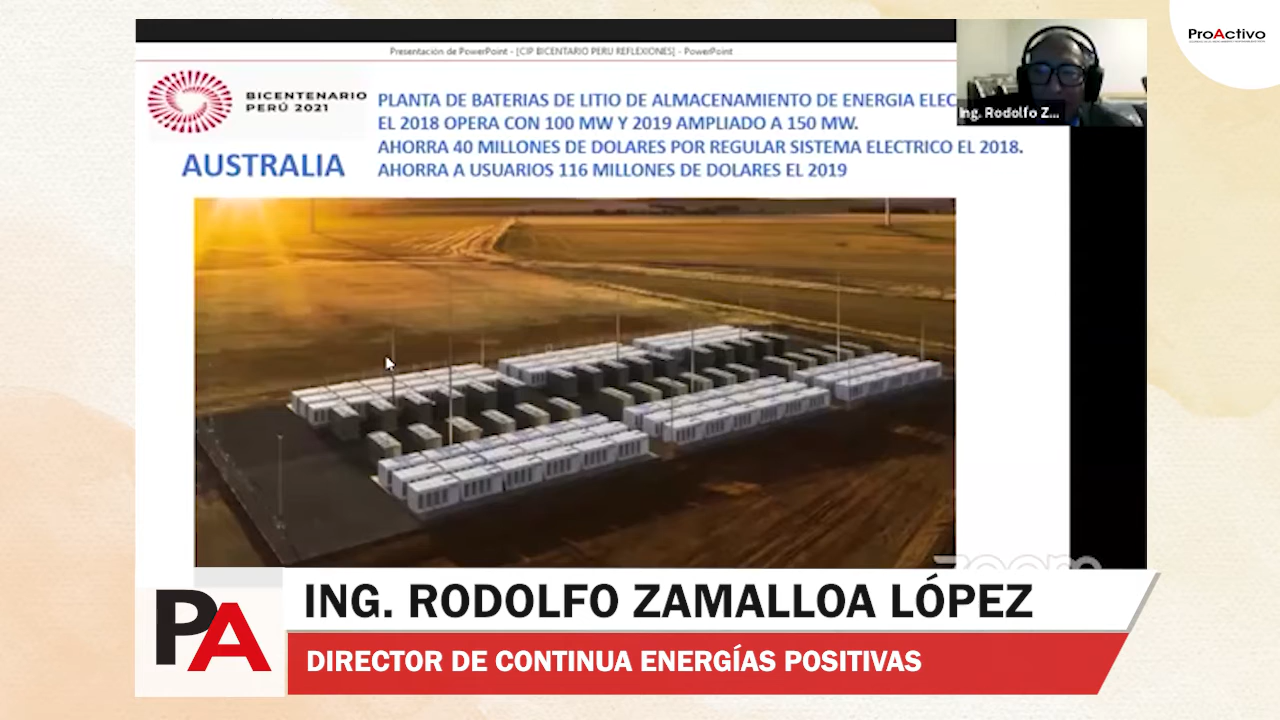 ProActivo
Presentación de PowerPoint - [CIP BICENTARIO PERU REFLEXIONES] - PowerPoint
BICENTENARIO
PERÚ 2021
PLANTA DE BATERIAS DE LITIO DE ALMACENAMIENTO DE ENERGIA ELEC
EL 2018 OPERA CON 100 MW Y 2019 AMPLIADO A 150 MW.
AHORRA 40 MILLONES DE DOLARES POR REGULAR SISTEMA ELECTRICO EL 2018.
AHORRA A USUARIOS 116 MILLONES DE DOLARES EL 2019
AUSTRALIA
Ing. Rodolfo Z...
zoom
PA
ING. RODOLFO ZAMALLOA LÓPEZ
DIRECTOR DE CONTINUA ENERGÍAS POSITIVAS